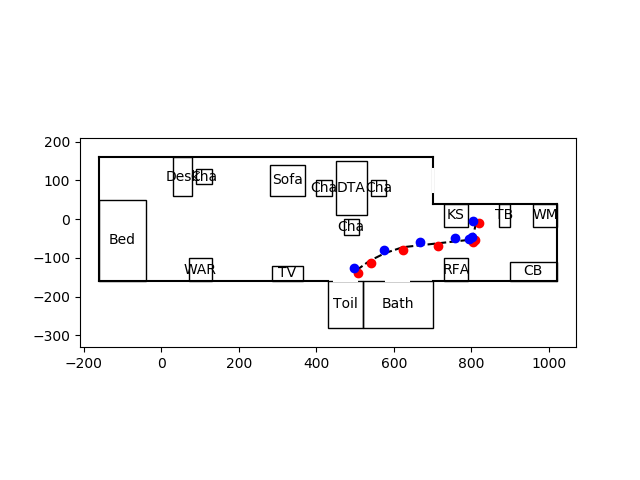 200
100
0
−100
−200
−300
−200
0
200
400
600
800
1000
Desk
Cha
Sofa
Cha
DTA
Cha
Cha
KS
TB
WM
Bed
WAR
TV
RFA
CB
Toil
Bath